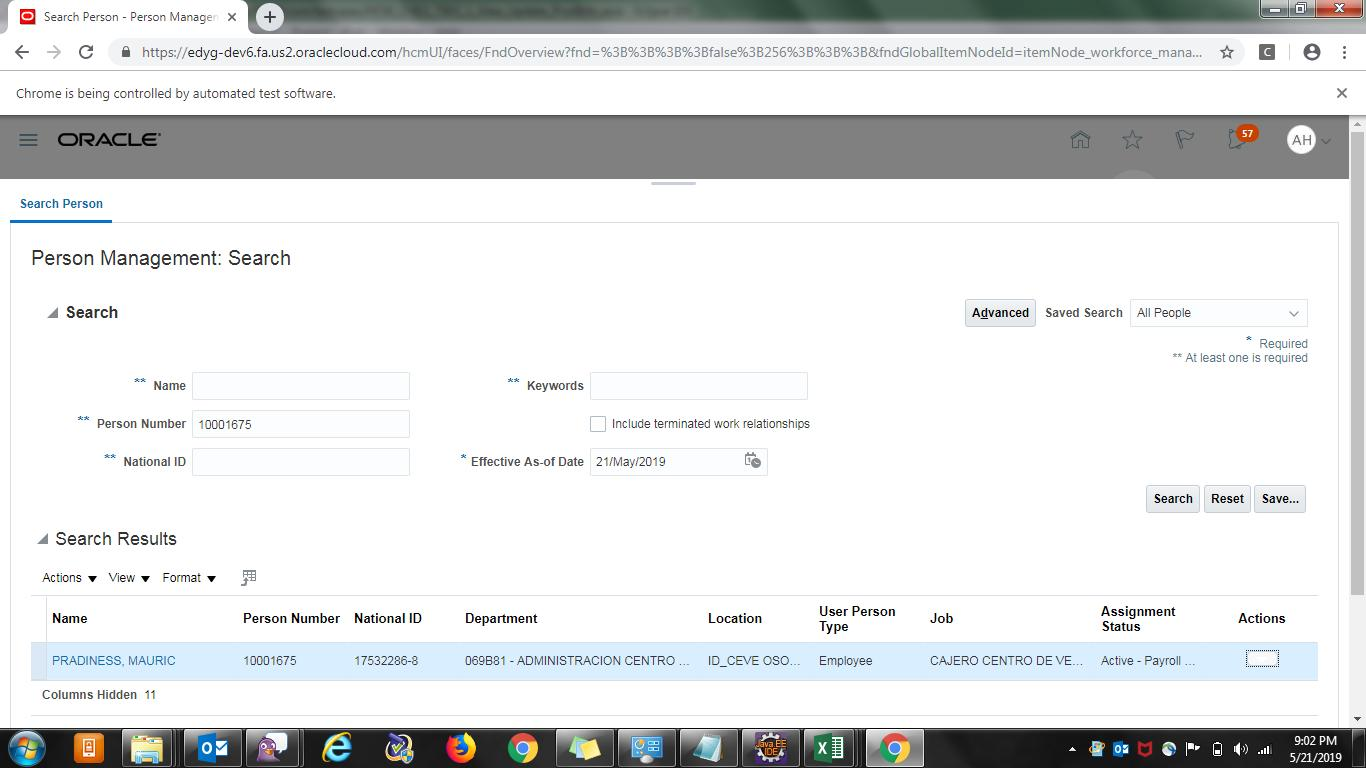 Search Person - Person Managen
https://edyg-dev6.fa.us2.oraclecloud.com/hcmUI/faces/FndOverview?fnd=%3B%3B%3B%3Bfalse%3B256%3B%3B%3B&fndGlobalItemNodeId=itemNode_workforce_mana...
C
Chrome is being controlled by automated test software.
ORACLE
57
AH
Search Person
Person Management: Search
Search
Advanced Saved Search All People
* Required
** At least one is required
** Name
** Keywords
** Person Number 10001675
Include terminated work relationships
** National ID
* Effective As-of Date 21/May/2019
Search Reset Save...
Search Results
Actions View Format
Name Person Number National ID Department Location User Person Type Job Assignment Status Actions
PRADINESS, MAURIC 10001675 17532286-8 069B81 - ADMINISTRACION CENTRO ... ID_CEVE OSO... Employee CAJERO CENTRO DE VE... Active - Payroll ...
Columns Hidden 11
Java EE
IDE
9:02 PM
5/21/2019